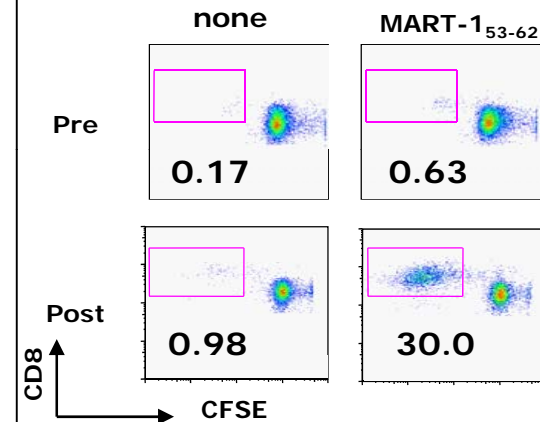 none MART-1₅₃₋₆₂
Pre
0.17 0.63
Post
0.98 30.0
CD8
CFSE